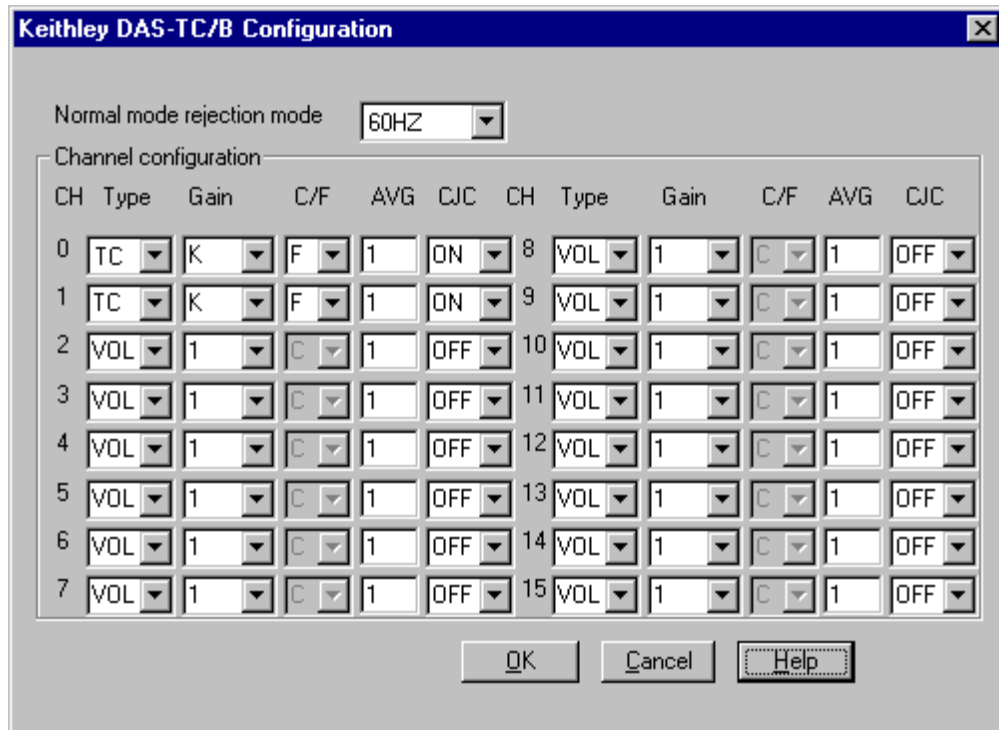 Keithley DAS-TC/B Configuration
Normal mode rejection mode 60HZ
Channel configuration
CH Type Gain C/F AVG CJC CH Type Gain C/F AVG CJC
0 TC K F 1 ON 8 VOL 1 C 1 OFF
1 TC K F 1 ON 9 VOL 1 C 1 OFF
2 VOL 1 C 1 OFF 10 VOL 1 C 1 OFF
3 VOL 1 C 1 OFF 11 VOL 1 C 1 OFF
4 VOL 1 C 1 OFF 12 VOL 1 C 1 OFF
5 VOL 1 C 1 OFF 13 VOL 1 C 1 OFF
6 VOL 1 C 1 OFF 14 VOL 1 C 1 OFF
7 VOL 1 C 1 OFF 15 VOL 1 C 1 OFF
OK Cancel Help